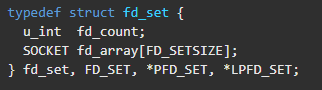 typedef struct fd_set {
  u_int  fd_count;
  SOCKET fd_array[FD_SETSIZE];
} fd_set, FD_SET, *PFD_SET, *LPFD_SET;